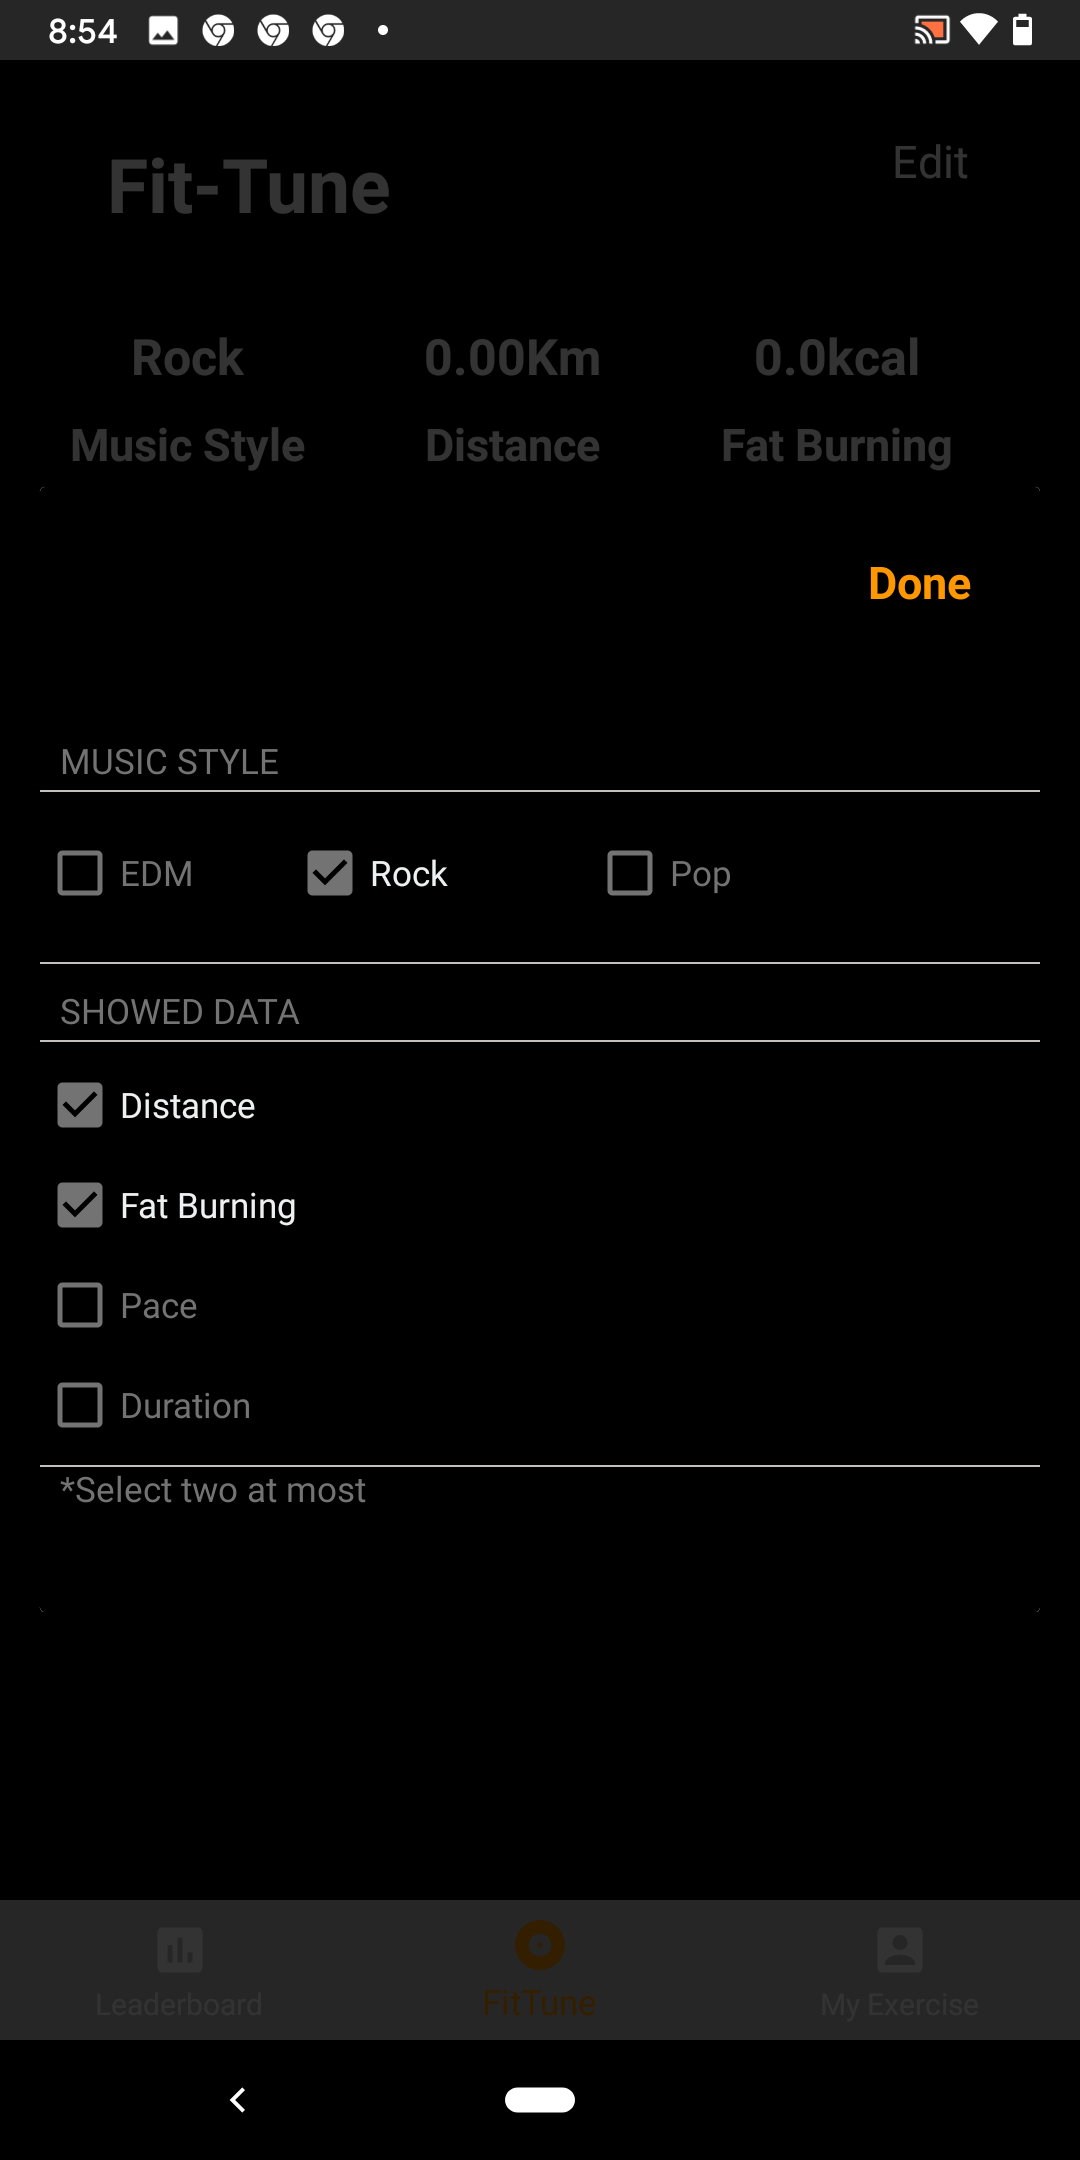 8:54
Fit-Tune
Edit
Rock 0.00Km 0.0kcal
Music Style Distance Fat Burning
Done
MUSIC STYLE
EDM Rock Pop
SHOWED DATA
Distance
Fat Burning
Pace
Duration
*Select two at most
Leaderboard FitTune My Exercise